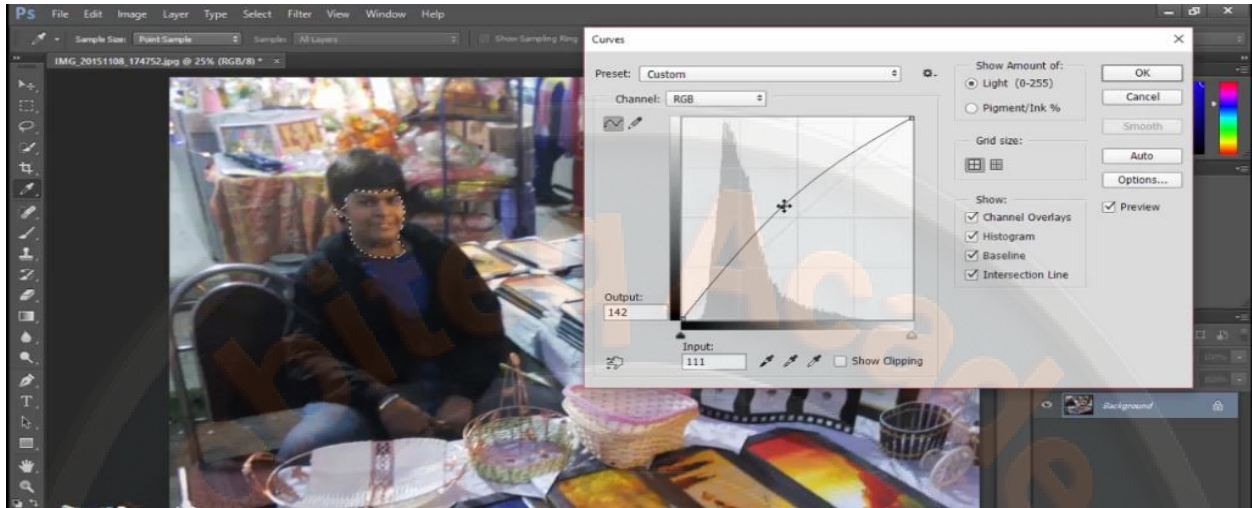 Ps File Edit Image Layer Type Select Filter View Window Help
Sample Size: Point Sample Sample: All Layers Show Sampling Ring
IMG_20151108_174752.jpg @ 25% (RGB/8) * ×
Curves
Preset: Custom
Channel: RGB
Output:
142
Input:
111
Show Clipping
Show Amount of:
Light (0-255)
Pigment/Ink %
Grid size:
Show:
Channel Overlays
Histogram
Baseline
Intersection Line
OK
Cancel
Smooth
Auto
Options...
Preview
Background